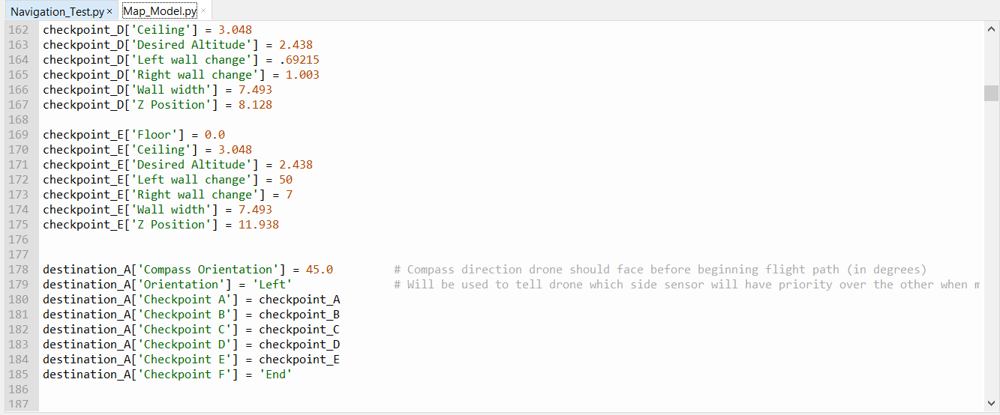 Navigation_Test.py × Map_Model.py ×
162 checkpoint_D['Ceiling'] = 3.048
163 checkpoint_D['Desired Altitude'] = 2.438
164 checkpoint_D['Left wall change'] = .69215
165 checkpoint_D['Right wall change'] = 1.003
166 checkpoint_D['Wall width'] = 7.493
167 checkpoint_D['Z Position'] = 8.128
168
169 checkpoint_E['Floor'] = 0.0
170 checkpoint_E['Ceiling'] = 3.048
171 checkpoint_E['Desired Altitude'] = 2.438
172 checkpoint_E['Left wall change'] = 50
173 checkpoint_E['Right wall change'] = 7
174 checkpoint_E['Wall width'] = 7.493
175 checkpoint_E['Z Position'] = 11.938
176
177
178 destination_A['Compass Orientation'] = 45.0 # Compass direction drone should face before beginning flight path (in degrees)
179 destination_A['Orientation'] = 'Left' # Will be used to tell drone which side sensor will have priority over the other when m
180 destination_A['Checkpoint A'] = checkpoint_A
181 destination_A['Checkpoint B'] = checkpoint_B
182 destination_A['Checkpoint C'] = checkpoint_C
183 destination_A['Checkpoint D'] = checkpoint_D
184 destination_A['Checkpoint E'] = checkpoint_E
185 destination_A['Checkpoint F'] = 'End'
186
187